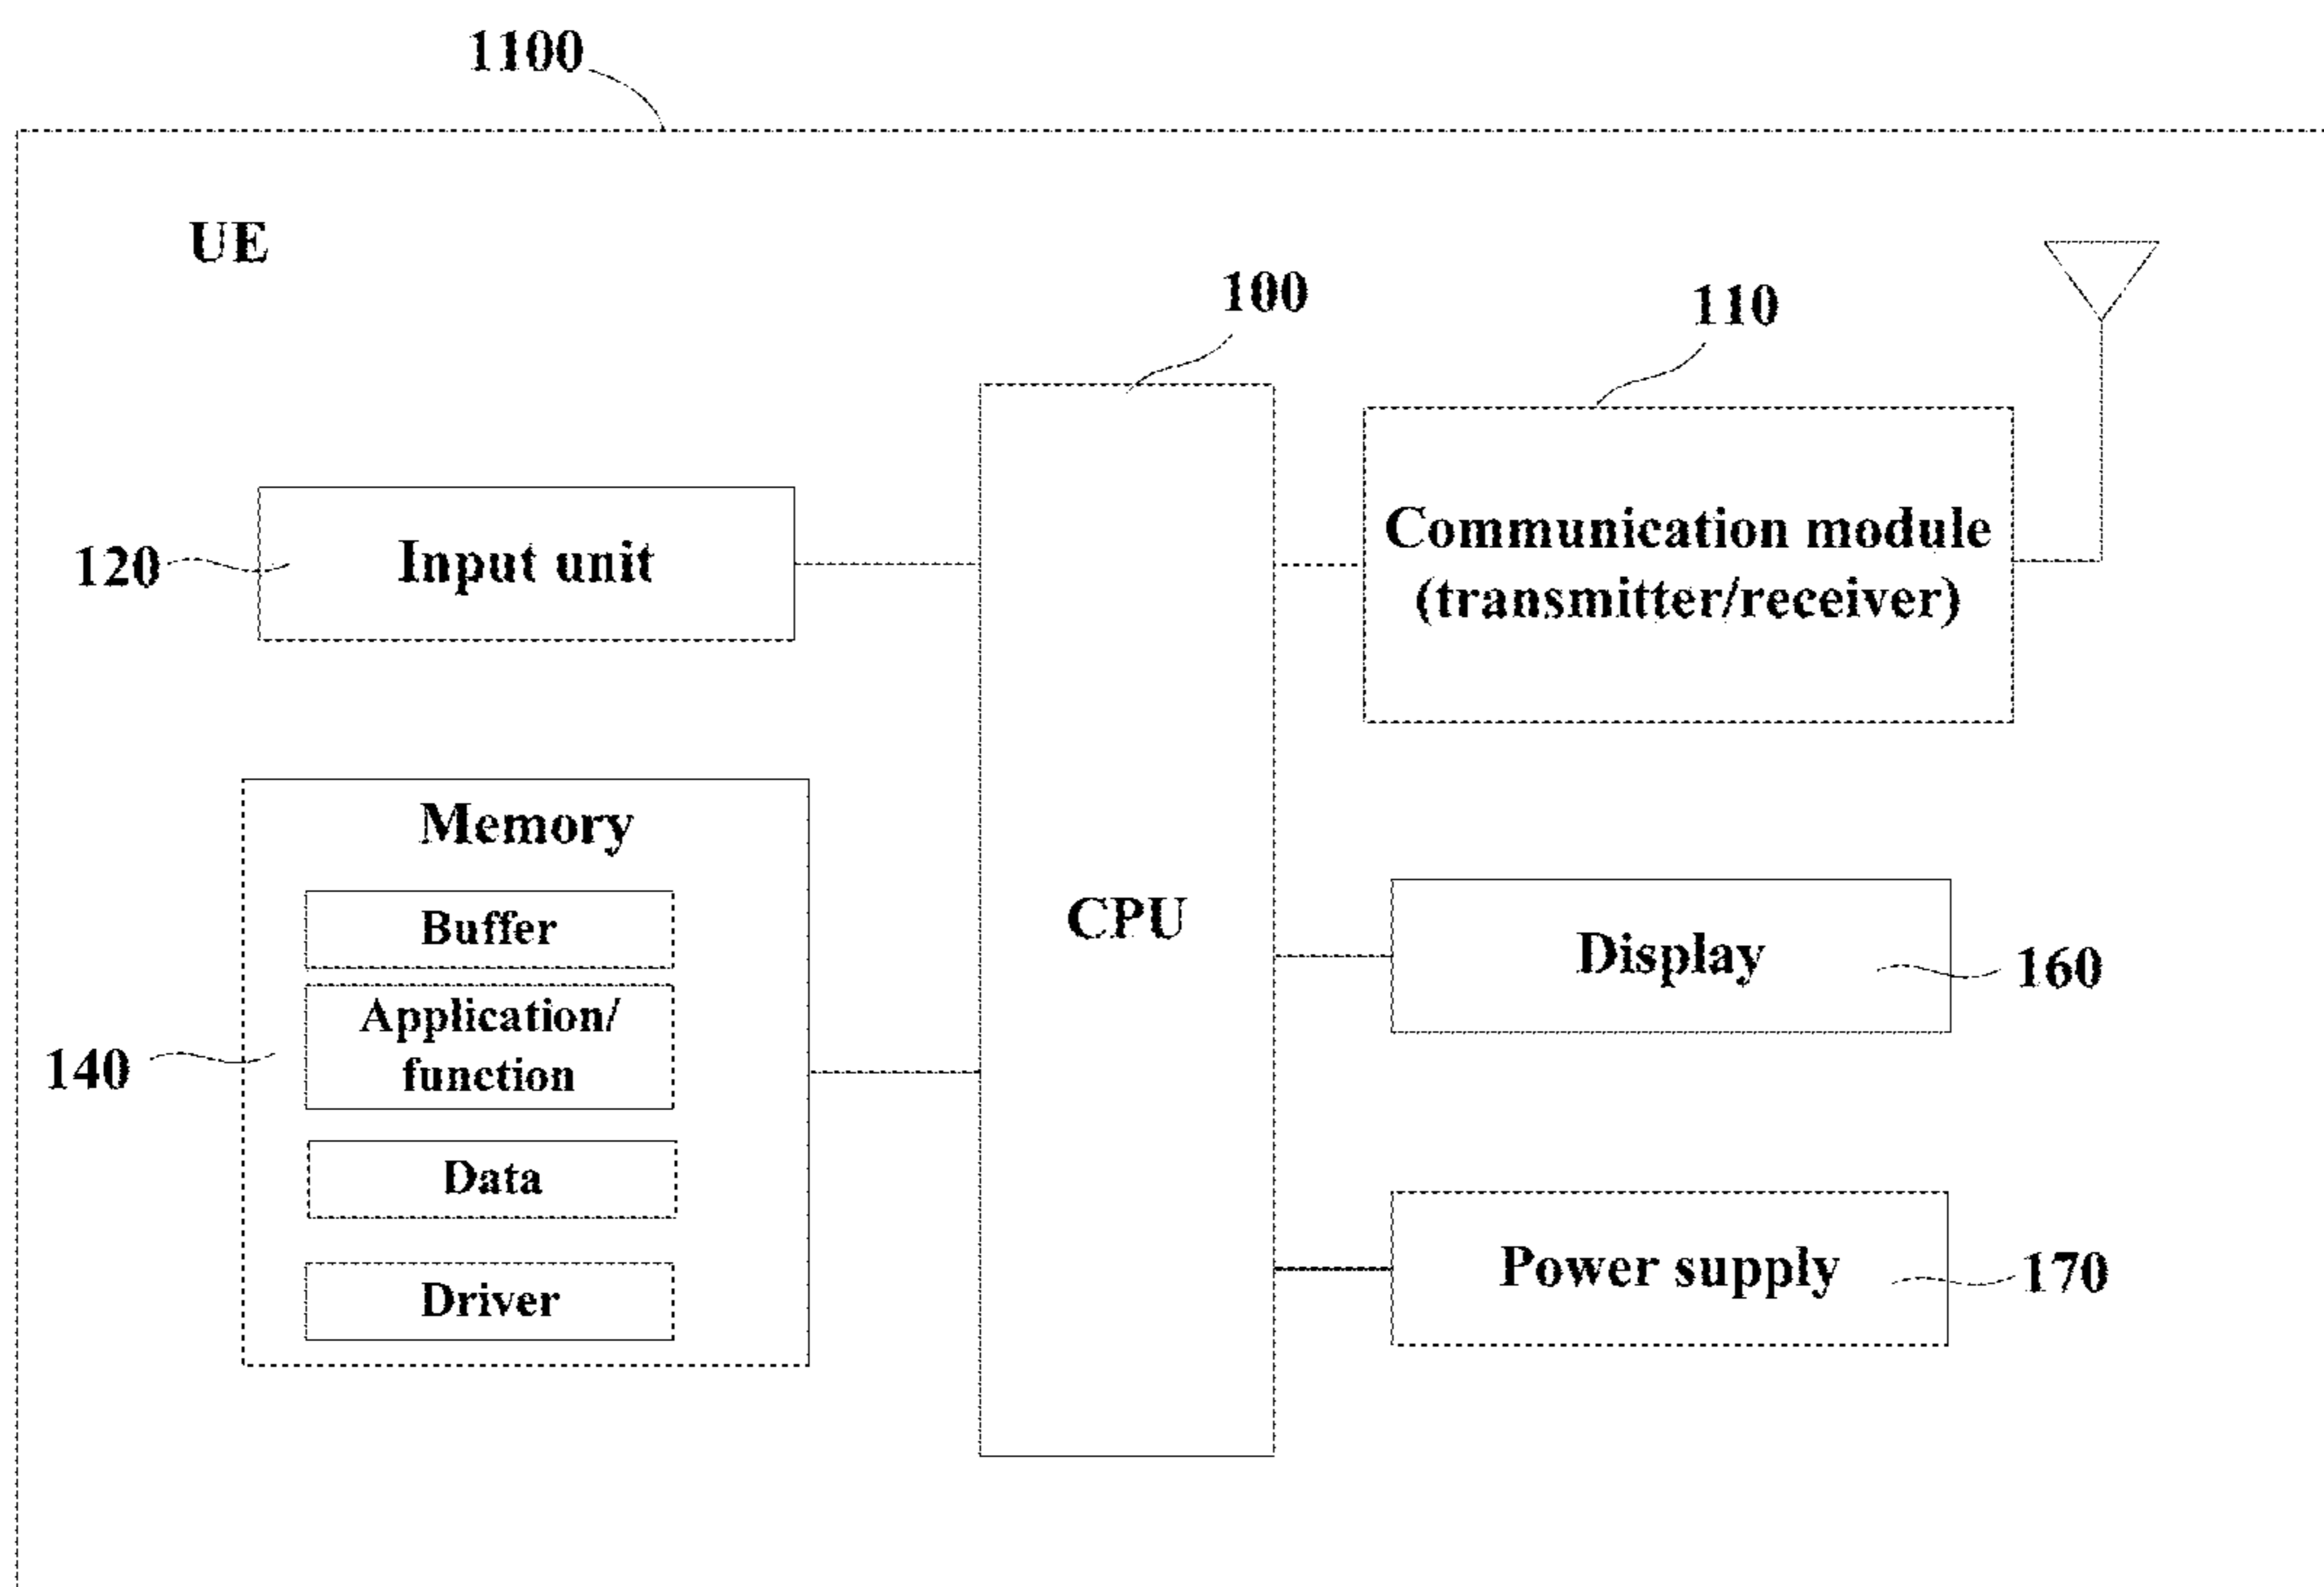 1100
UE
100
110
120
Input unit
Communication module
(transmitter/receiver)
Memory
Buffer
Application/
function
Data
Driver
140
CPU
Display
160
Power supply
170